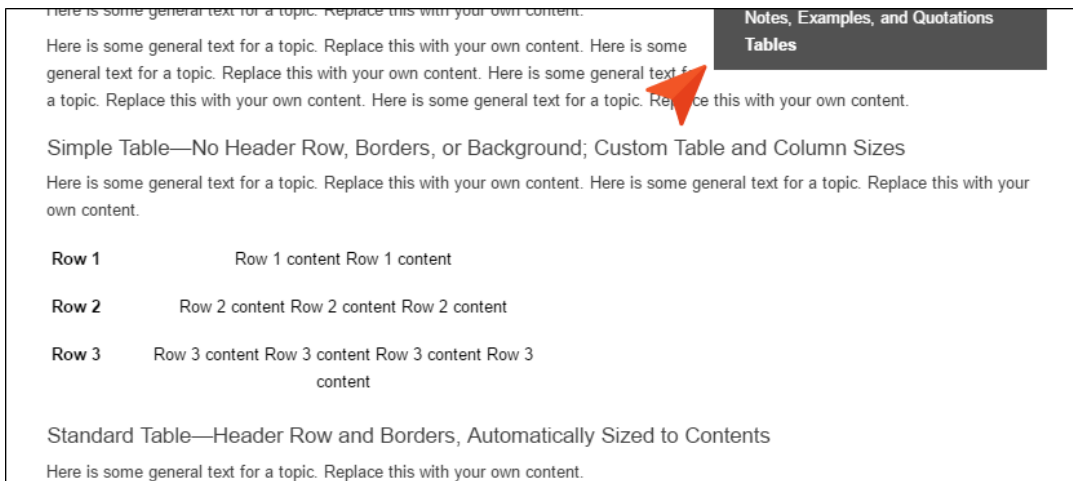 Here is some general text for a topic. Replace this with your own content.
Notes, Examples, and Quotations
Tables
Here is some general text for a topic. Replace this with your own content. Here is some
general text for a topic. Replace this with your own content. Here is some general text
a topic. Replace this with your own content. Here is some general text for a topic. Replace this with your own content.
Simple Table—No Header Row, Borders, or Background; Custom Table and Column Sizes
Here is some general text for a topic. Replace this with your own content. Here is some general text for a topic. Replace this with your
own content.
Row 1 Row 1 content Row 1 content
Row 2 Row 2 content Row 2 content Row 2 content
Row 3 Row 3 content Row 3 content Row 3 content Row 3
content
Standard Table—Header Row and Borders, Automatically Sized to Contents
Here is some general text for a topic. Replace this with your own content.